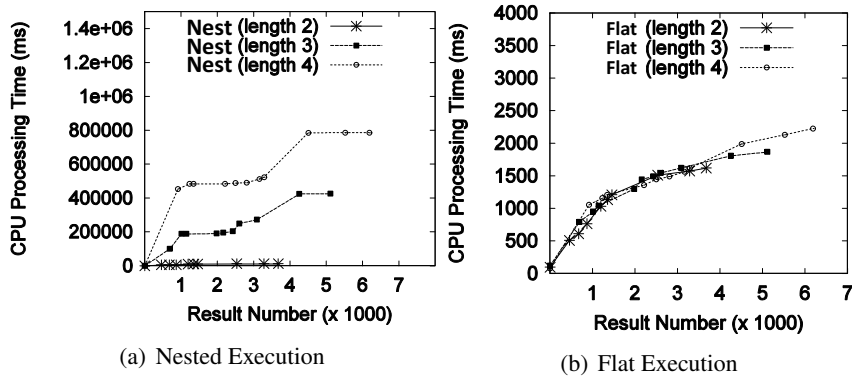 CPU Processing Time (ms)
1.4e+06
1.2e+06
1e+06
800000
600000
400000
200000
0
Nest (length 2)
Nest (length 3)
Nest (length 4)
1 2 3 4 5 6 7
Result Number (x 1000)
(a) Nested Execution
CPU Processing Time (ms)
4000
3500
3000
2500
2000
1500
1000
500
0
Flat (length 2)
Flat (length 3)
Flat (length 4)
1 2 3 4 5 6 7
Result Number (x 1000)
(b) Flat Execution